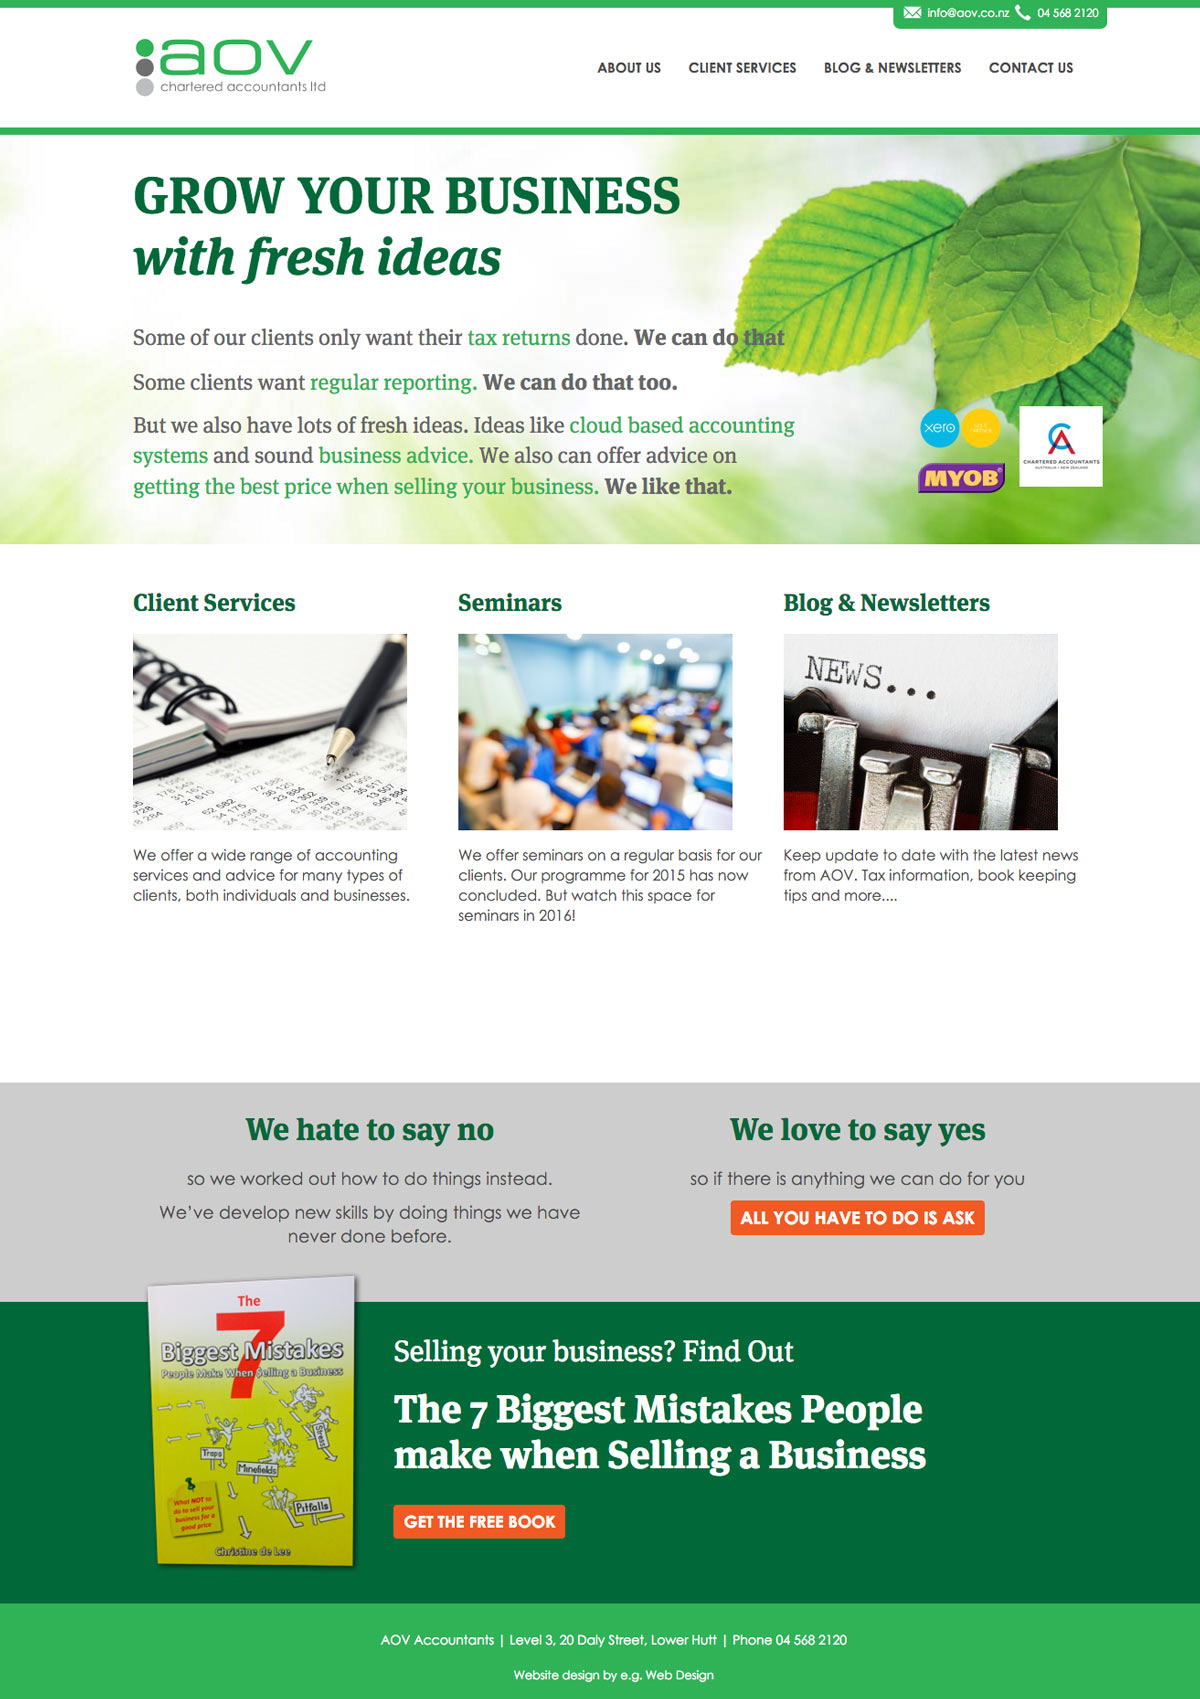 info@aov.co.nz 04 568 2120
aov
chartered accountants ltd
ABOUT US CLIENT SERVICES BLOG & NEWSLETTERS CONTACT US
GROW YOUR BUSINESS
with fresh ideas
Some of our clients only want their tax returns done. We can do that
Some clients want regular reporting. We can do that too.
But we also have lots of fresh ideas. Ideas like cloud based accounting
systems and sound business advice. We also can offer advice on
getting the best price when selling your business. We like that.
xero
MYOB
CA
CHARTERED ACCOUNTANTS
AUSTRALIA + NEW ZEALAND
Client Services
We offer a wide range of accounting
services and advice for many types of
clients, both individuals and businesses.
Seminars
We offer seminars on a regular basis for our
clients. Our programme for 2015 has now
concluded. But watch this space for
seminars in 2016!
Blog & Newsletters
NEWS...
Keep update to date with the latest news
from AOV. Tax information, book keeping
tips and more....
We hate to say no
so we worked out how to do things instead.
We've develop new skills by doing things we have
never done before.
We love to say yes
so if there is anything we can do for you
ALL YOU HAVE TO DO IS ASK
The
7
Biggest Mistakes
People Make When Selling a Business
Stress
Traps
Minefields
Pitfalls
What NOT to
do to sell your
business for a
good price
Christine de Lee
Selling your business? Find Out
The 7 Biggest Mistakes People
make when Selling a Business
GET THE FREE BOOK
AOV Accountants | Level 3, 20 Daly Street, Lower Hutt | Phone 04 568 2120
Website design by e.g. Web Design